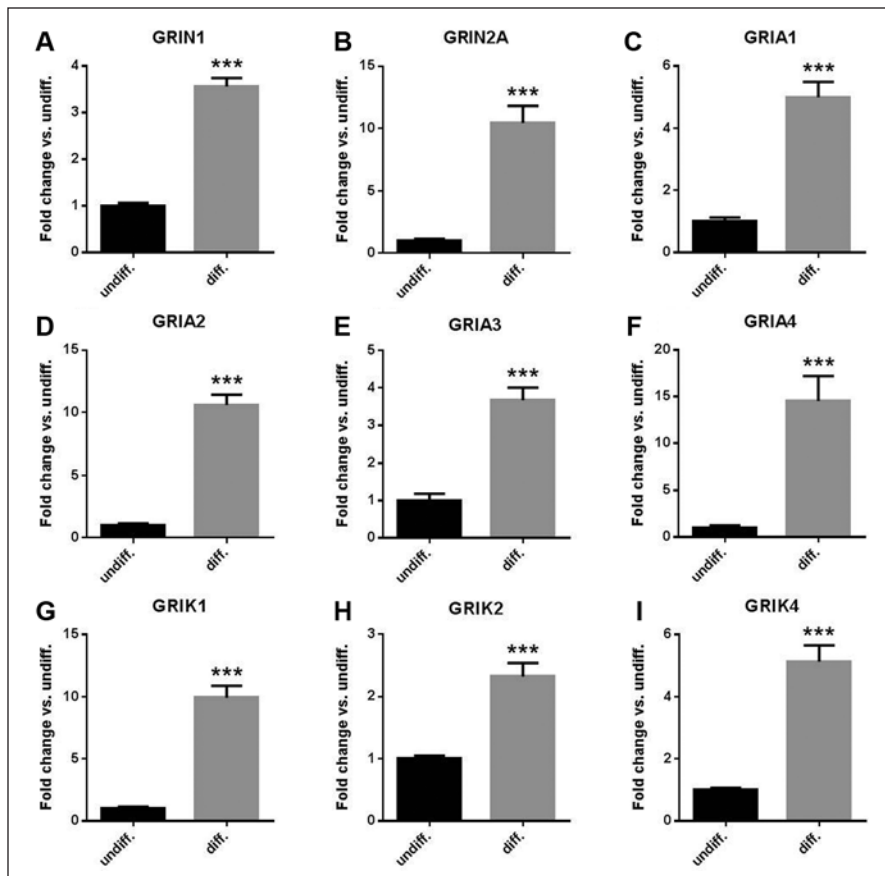 A
GRIN1
Fold change vs. undiff.
4
3
2
1
0
***
undiff.
diff.
B
GRIN2A
Fold change vs. undiff.
15
10
5
0
***
undiff.
diff.
C
GRIA1
Fold change vs. undiff.
6
4
2
0
***
undiff.
diff.
D
GRIA2
Fold change vs. undiff.
15
10
5
0
***
undiff.
diff.
E
GRIA3
Fold change vs. undiff.
5
4
3
2
1
0
***
undiff.
diff.
F
GRIA4
Fold change vs. undiff.
20
15
10
5
0
***
undiff.
diff.
G
GRIK1
Fold change vs. undiff.
15
10
5
0
***
undiff.
diff.
H
GRIK2
Fold change vs. undiff.
3
2
1
0
***
undiff.
diff.
I
GRIK4
Fold change vs. undiff.
6
4
2
0
***
undiff.
diff.